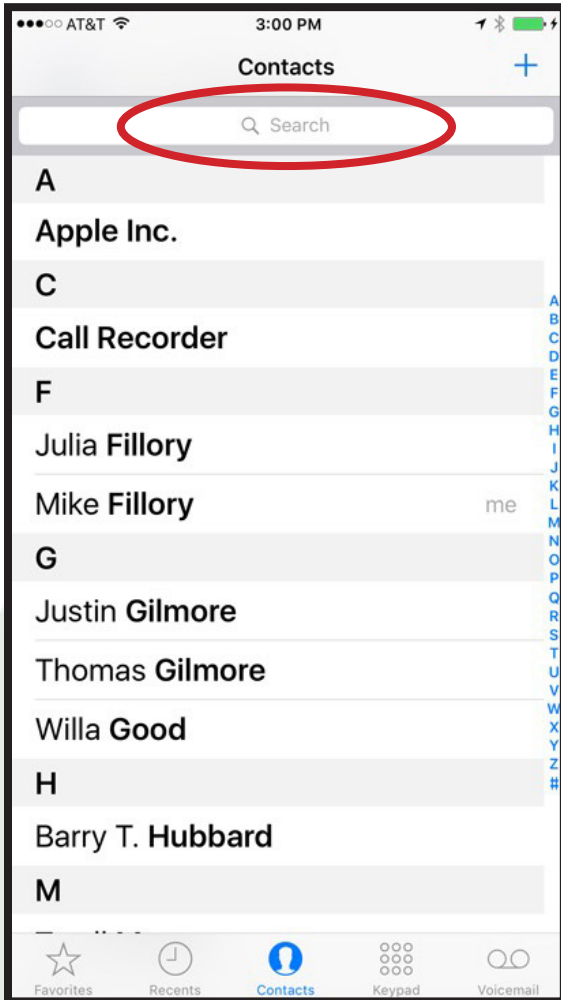 AT&T 3:00 PM
Contacts +
Search
A
Apple Inc.
C
Call Recorder
F
Julia Fillory
Mike Fillory me
G
Justin Gilmore
Thomas Gilmore
Willa Good
H
Barry T. Hubbard
M
A
B
C
D
E
F
G
H
I
J
K
L
M
N
O
P
Q
R
S
T
U
V
W
X
Y
Z
#
Favorites Recents Contacts Keypad Voicemail